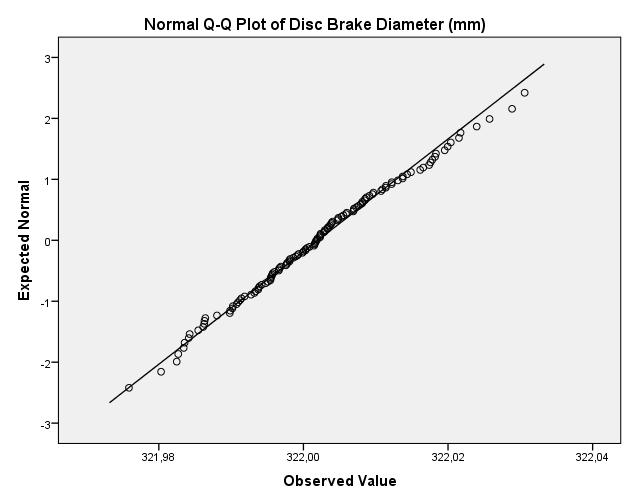 Normal Q-Q Plot of Disc Brake Diameter (mm)
3
2
1
0
-1
-2
-3
Expected Normal
321,98 322,00 322,02 322,04
Observed Value